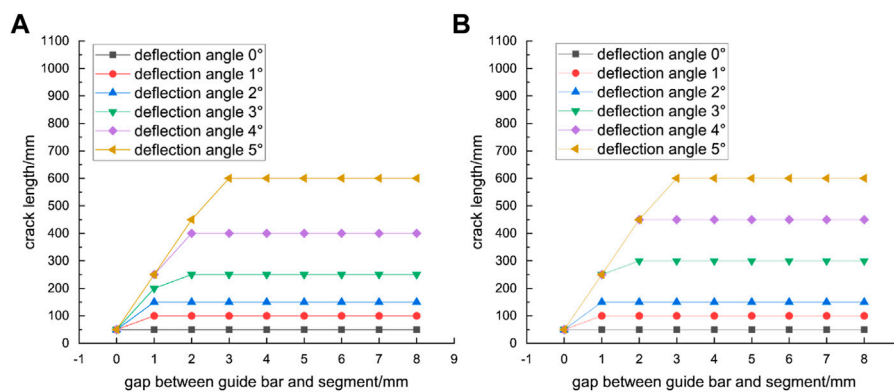 A
1100
1000
900
800
700
600
500
400
300
200
100
0
crack length/mm
deflection angle 0°
deflection angle 1°
deflection angle 2°
deflection angle 3°
deflection angle 4°
deflection angle 5°
-1 0 1 2 3 4 5 6 7 8 9
gap between guide bar and segment/mm
B
1100
1000
900
800
700
600
500
400
300
200
100
0
crack length/mm
deflection angle 0°
deflection angle 1°
deflection angle 2°
deflection angle 3°
deflection angle 4°
deflection angle 5°
-1 0 1 2 3 4 5 6 7 8
gap between guide bar and segment/mm